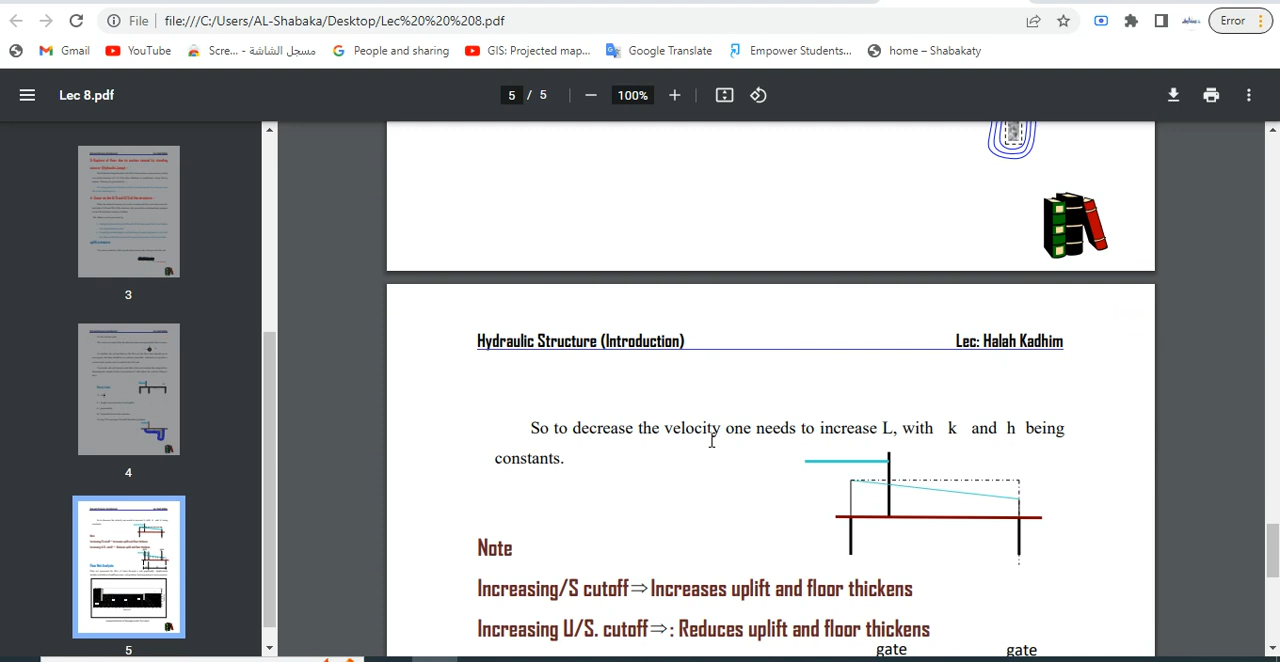 File file:///C:/Users/AL-Shabaka/Desktop/Lec%20%20%208.pdf Error
Gmail YouTube Scre... - مسجل الشاشة People and sharing GIS: Projected map... Google Translate Empower Students... home – Shabakaty
Lec 8.pdf 5 / 5 100%
3
4
5
Hydraulic Structure (Introduction) Lec: Halah Kadhim
So to decrease the velocity one needs to increase L, with k and h being
constants.
Note
Increasing/S cutoff⇒Increases uplift and floor thickens
Increasing U/S. cutoff⇒: Reduces uplift and floor thickens
gate gate